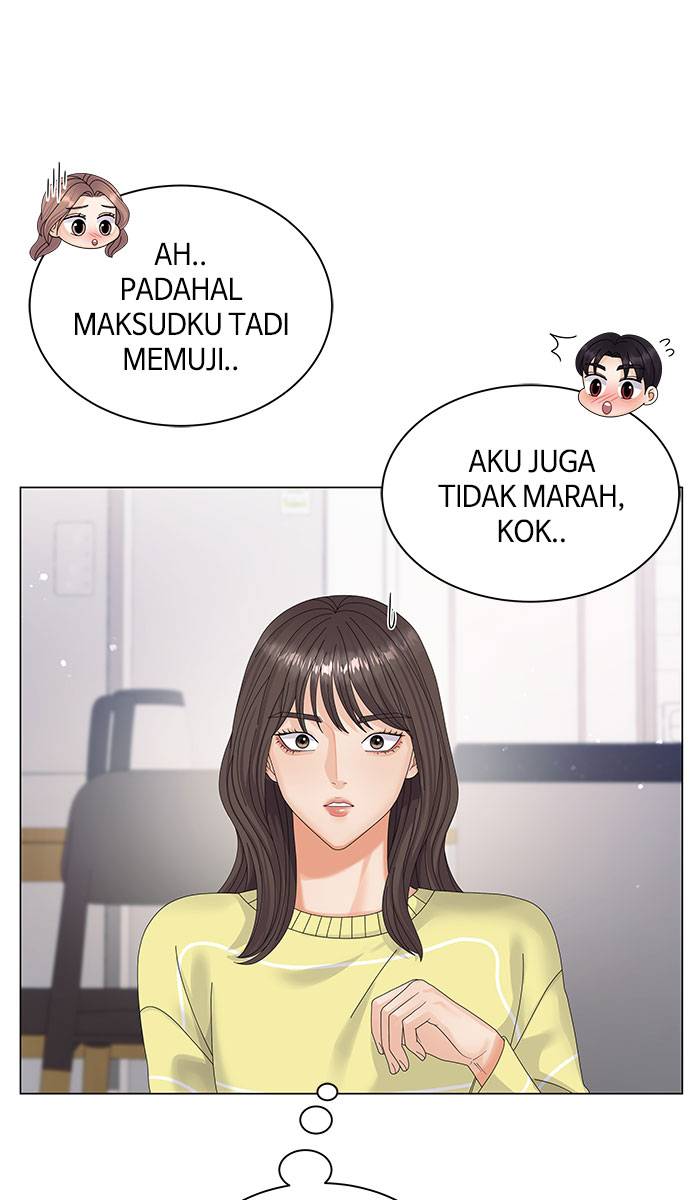 AH..
PADAHAL
MAKSUDKU TADI
MEMUJI..
AKU JUGA
TIDAK MARAH,
KOK..